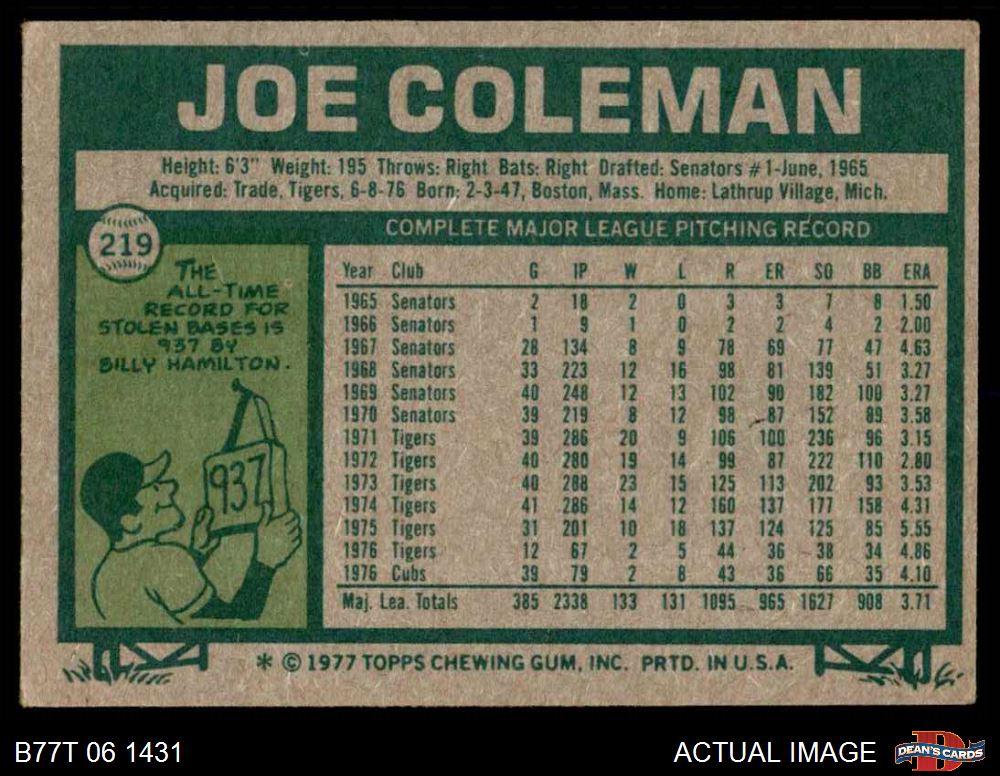 JOE COLEMAN
Height: 6'3" Weight: 195 Throws: Right Bats: Right Drafted: Senators #1-June, 1965
Acquired: Trade, Tigers, 6-8-76 Born: 2-3-47, Boston, Mass. Home: Lathrup Village, Mich.
219
THE
ALL-TIME
RECORD FOR
STOLEN BASES IS
937 BY
BILLY HAMILTON.
937
COMPLETE MAJOR LEAGUE PITCHING RECORD
Year Club G IP W L R ER SO BB ERA
1965 Senators 2 18 2 0 3 3 7 8 1.50
1966 Senators 1 9 1 0 2 2 4 2 2.00
1967 Senators 28 134 8 9 78 69 77 47 4.63
1968 Senators 33 223 12 16 98 81 139 51 3.27
1969 Senators 40 248 12 13 102 90 182 100 3.27
1970 Senators 39 219 8 12 98 87 152 89 3.58
1971 Tigers 39 286 20 9 106 100 236 96 3.15
1972 Tigers 40 280 19 14 99 87 222 110 2.80
1973 Tigers 40 288 23 15 125 113 202 93 3.53
1974 Tigers 41 286 14 12 160 137 177 158 4.31
1975 Tigers 31 201 10 18 137 124 125 85 5.55
1976 Tigers 12 67 2 5 44 36 38 34 4.86
1976 Cubs 39 79 2 8 43 36 66 35 4.10
Maj. Lea. Totals 385 2338 133 131 1095 965 1627 908 3.71
* © 1977 TOPPS CHEWING GUM, INC. PRTD. IN U.S.A.
B77T 06 1431
ACTUAL IMAGE
DEAN'S CARDS